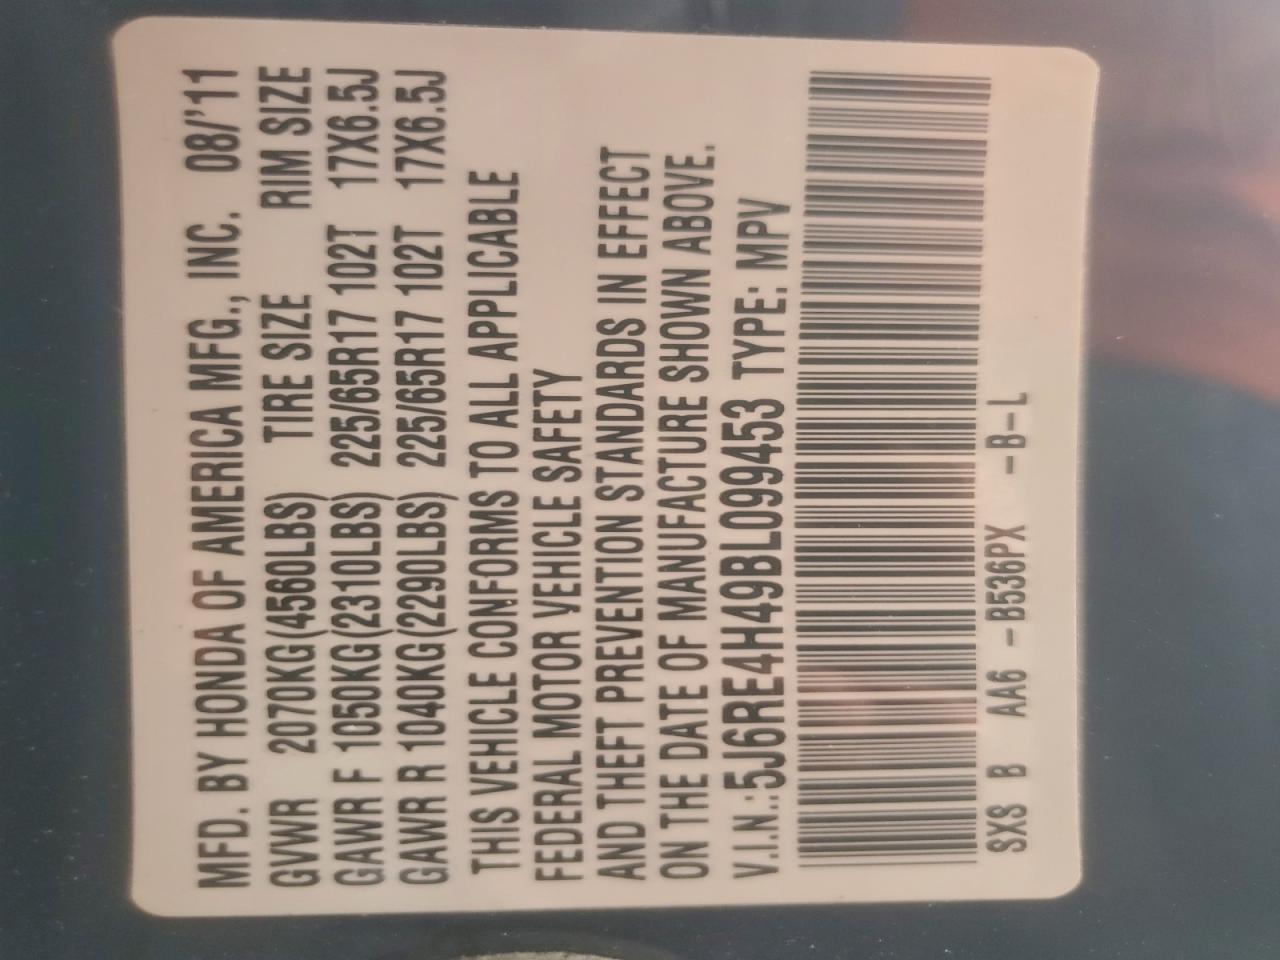 MFD. BY HONDA OF AMERICA MFG., INC. 08/'11
GVWR 2070KG(4560LBS) TIRE SIZE RIM SIZE
GAWR F 1050KG(2310LBS) 225/65R17 102T 17X6.5J
GAWR R 1040KG(2290LBS) 225/65R17 102T 17X6.5J
THIS VEHICLE CONFORMS TO ALL APPLICABLE
FEDERAL MOTOR VEHICLE SAFETY
AND THEFT PREVENTION STANDARDS IN EFFECT
ON THE DATE OF MANUFACTURE SHOWN ABOVE.
V.I.N.:5J6RE4H49BL099453 TYPE: MPV
SXS B AA6 -B536PX -B-L